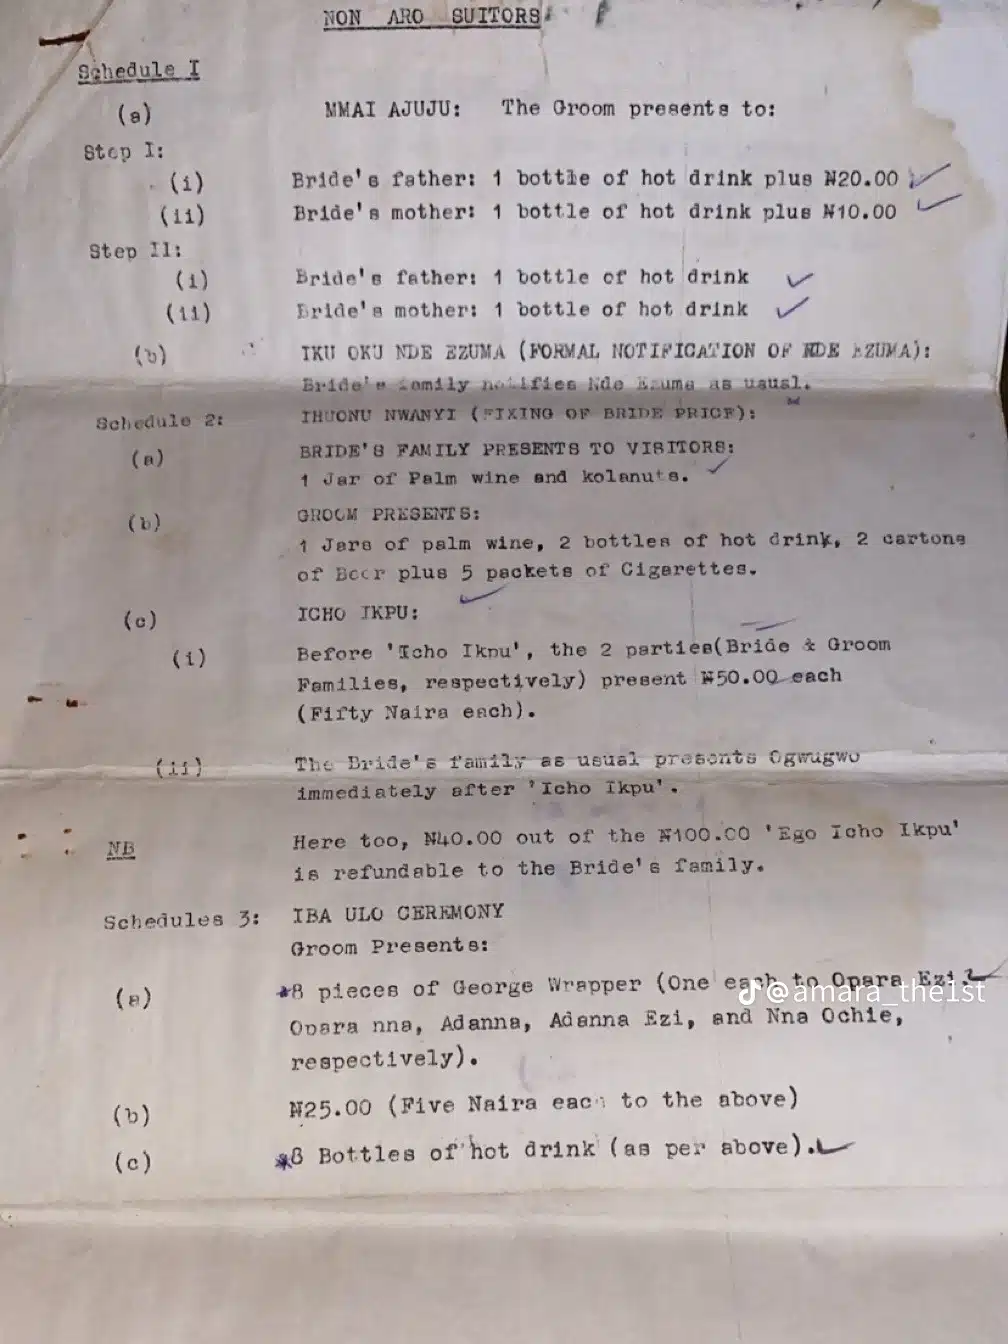 NON ARO SUITORS
Schedule I
(a) MMAI AJUJU: The Groom presents to:
Step I:
(i) Bride's father: 1 bottle of hot drink plus ₦20.00
(ii) Bride's mother: 1 bottle of hot drink plus ₦10.00
Step II:
(i) Bride's father: 1 bottle of hot drink
(ii) Bride's mother: 1 bottle of hot drink
(b) IKU OKU NDE EZUMA (FORMAL NOTIFICATION OF NDE EZUMA):
Bride's family notifies Nde Ezuma as usual.
Schedule 2: IHUONU NWANYI (FIXING OF BRIDE PRICE):
(a) BRIDE'S FAMILY PRESENTS TO VISITORS:
1 Jar of Palm wine and kolanuts.
(b) GROOM PRESENTS:
1 Jars of palm wine, 2 bottles of hot drink, 2 cartons
of Beer plus 5 packets of Cigarettes.
(c) ICHO IKPU:
(i) Before 'Icho Ikpu', the 2 parties(Bride & Groom
Families, respectively) present ₦50.00 each
(Fifty Naira each).
(ii) The Bride's family as usual presents Ogwugwo
immediately after 'Icho Ikpu'.
NB Here too, ₦40.00 out of the ₦100.00 'Ego Icho Ikpu'
is refundable to the Bride's family.
Schedules 3: IBA ULO CEREMONY
Groom Presents:
(a) *8 pieces of George Wrapper (One each to Opara Ezi,
Opara nna, Adanna, Adanna Ezi, and Nna Ochie,
respectively).
(b) ₦25.00 (Five Naira each to the above)
(c) *8 Bottles of hot drink (as per above).
@amara_the1st